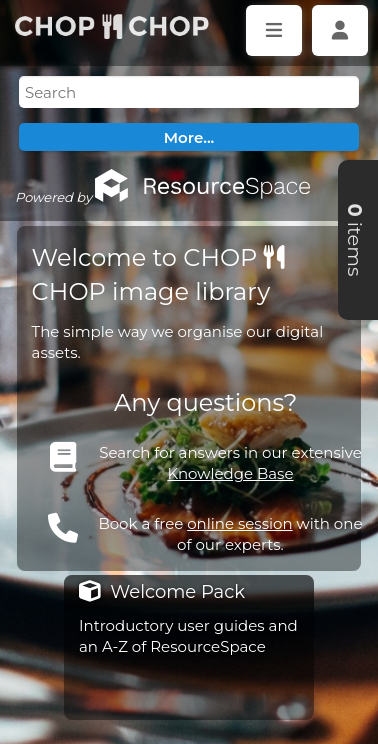 CHOP CHOP
Search
More...
Powered by ResourceSpace
0 items
Welcome to CHOP
CHOP image library
The simple way we organise our digital
assets.
Any questions?
Search for answers in our extensive
Knowledge Base
Book a free online session with one
of our experts.
Welcome Pack
Introductory user guides and
an A-Z of ResourceSpace